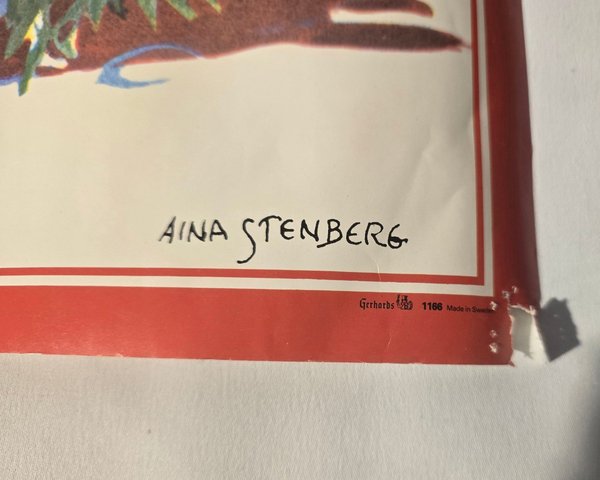 AINA STENBERG
Gerhards 1166 Made in Sweden